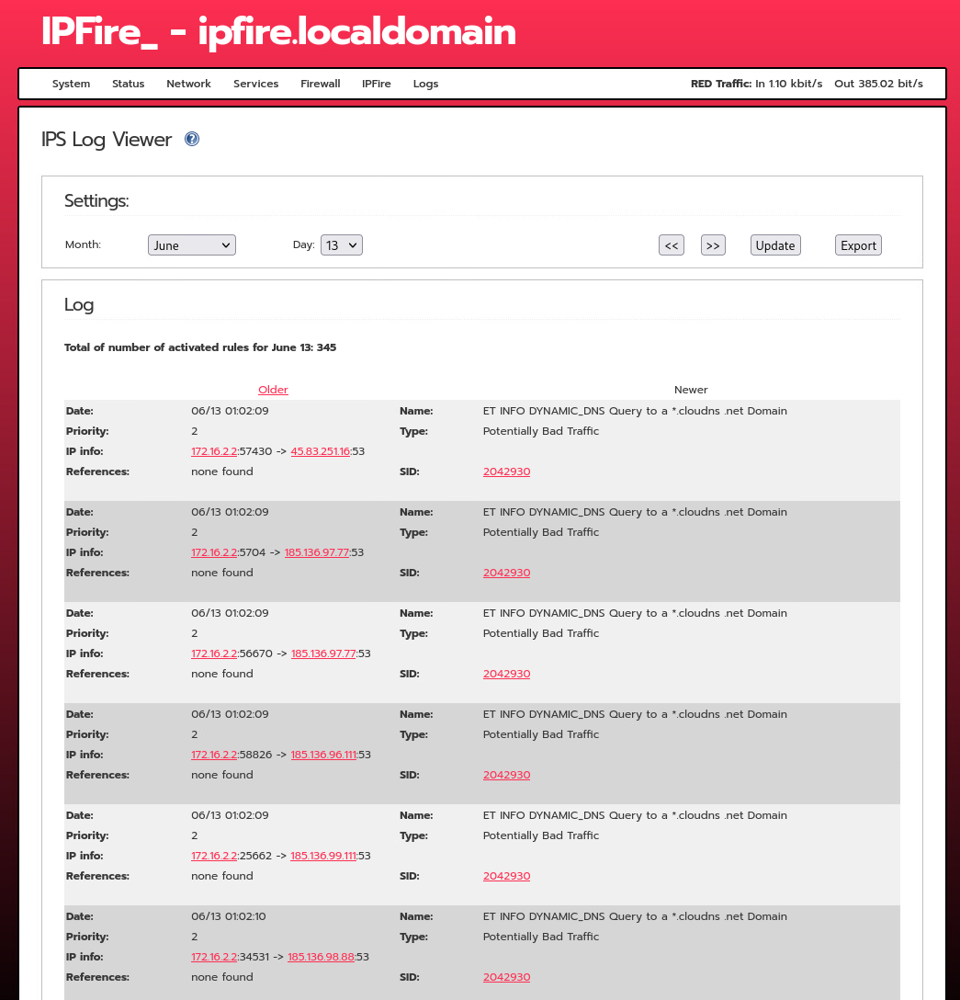 IPFire_ - ipfire.localdomain
System Status Network Services Firewall IPFire Logs RED Traffic: In 1.10 kbit/s Out 385.02 bit/s
IPS Log Viewer ?
Settings:
Month: June Day: 13 << >> Update Export
Log
Total of number of activated rules for June 13: 345
Older Newer
Date: 06/13 01:02:09 Name: ET INFO DYNAMIC_DNS Query to a *.cloudns .net Domain
Priority: 2 Type: Potentially Bad Traffic
IP info: 172.16.2.2:57430 -> 45.83.251.16:53
References: none found SID: 2042930
Date: 06/13 01:02:09 Name: ET INFO DYNAMIC_DNS Query to a *.cloudns .net Domain
Priority: 2 Type: Potentially Bad Traffic
IP info: 172.16.2.2:5704 -> 185.136.97.77:53
References: none found SID: 2042930
Date: 06/13 01:02:09 Name: ET INFO DYNAMIC_DNS Query to a *.cloudns .net Domain
Priority: 2 Type: Potentially Bad Traffic
IP info: 172.16.2.2:56670 -> 185.136.97.77:53
References: none found SID: 2042930
Date: 06/13 01:02:09 Name: ET INFO DYNAMIC_DNS Query to a *.cloudns .net Domain
Priority: 2 Type: Potentially Bad Traffic
IP info: 172.16.2.2:58826 -> 185.136.96.111:53
References: none found SID: 2042930
Date: 06/13 01:02:09 Name: ET INFO DYNAMIC_DNS Query to a *.cloudns .net Domain
Priority: 2 Type: Potentially Bad Traffic
IP info: 172.16.2.2:25662 -> 185.136.99.111:53
References: none found SID: 2042930
Date: 06/13 01:02:10 Name: ET INFO DYNAMIC_DNS Query to a *.cloudns .net Domain
Priority: 2 Type: Potentially Bad Traffic
IP info: 172.16.2.2:34531 -> 185.136.98.88:53
References: none found SID: 2042930